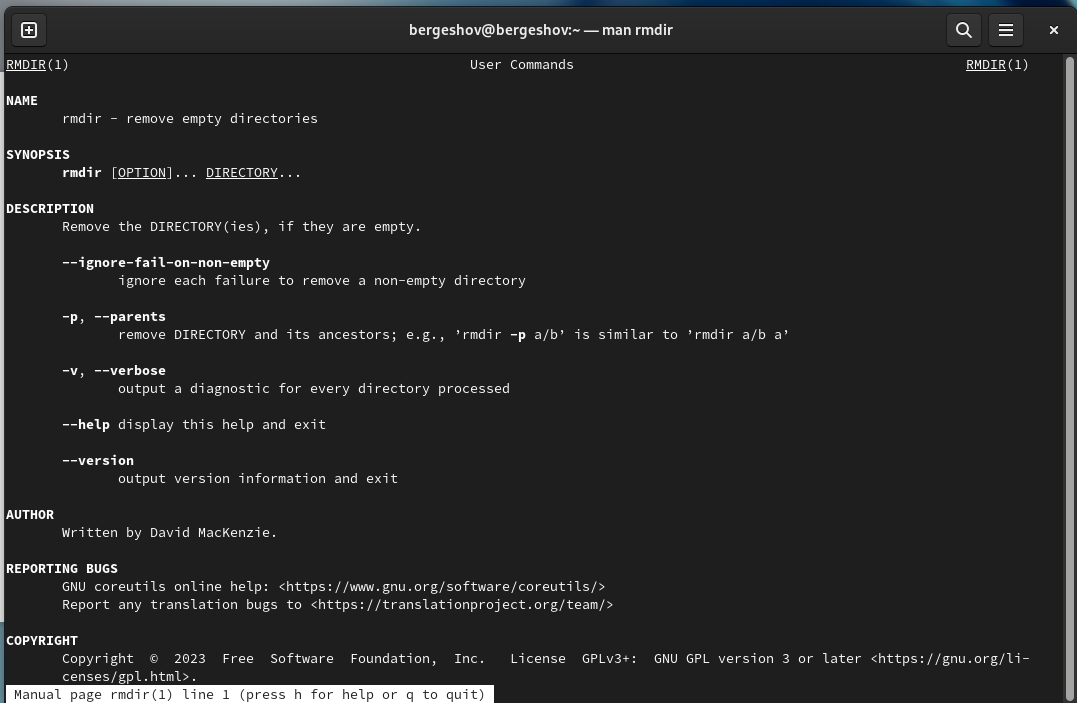 bergeshov@bergeshov:~ — man rmdir
RMDIR(1) User Commands RMDIR(1)
NAME
rmdir - remove empty directories
SYNOPSIS
rmdir [OPTION]... DIRECTORY...
DESCRIPTION
Remove the DIRECTORY(ies), if they are empty.
--ignore-fail-on-non-empty
ignore each failure to remove a non-empty directory
-p, --parents
remove DIRECTORY and its ancestors; e.g., ’rmdir -p a/b’ is similar to ’rmdir a/b a’
-v, --verbose
output a diagnostic for every directory processed
--help display this help and exit
--version
output version information and exit
AUTHOR
Written by David MacKenzie.
REPORTING BUGS
GNU coreutils online help: <https://www.gnu.org/software/coreutils/>
Report any translation bugs to <https://translationproject.org/team/>
COPYRIGHT
Copyright © 2023 Free Software Foundation, Inc. License GPLv3+: GNU GPL version 3 or later <https://gnu.org/li-
censes/gpl.html>.
Manual page rmdir(1) line 1 (press h for help or q to quit)